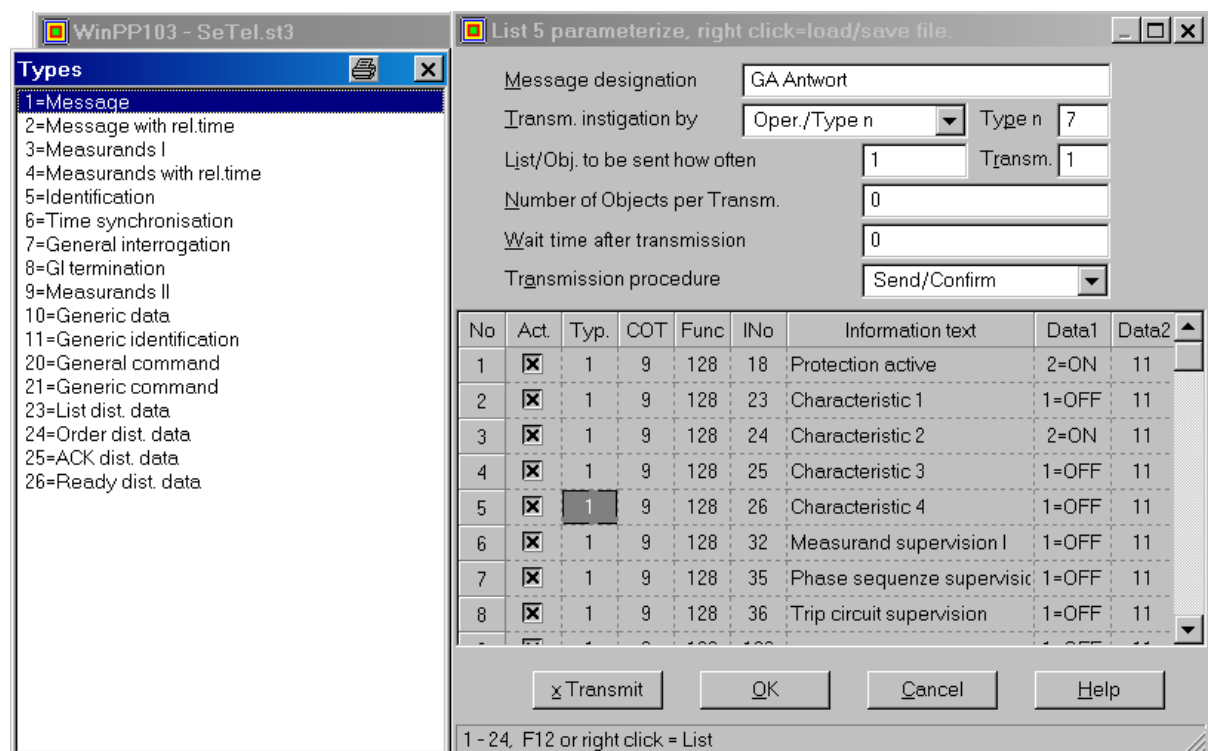 WinPP103 - SeTel.st3
Types
1=Message
2=Message with rel.time
3=Measurands I
4=Measurands with rel.time
5=Identification
6=Time synchronisation
7=General interrogation
8=GI termination
9=Measurands II
10=Generic data
11=Generic identification
20=General command
21=Generic command
23=List dist. data
24=Order dist. data
25=ACK dist. data
26=Ready dist. data
List 5 parameterize, right click=load/save file.
Message designation GA Antwort
Transm. instigation by Oper./Type n Type n 7
List/Obj. to be sent how often 1 Transm. 1
Number of Objects per Transm. 0
Wait time after transmission 0
Transmission procedure Send/Confirm
No Act. Typ. COT Func INo Information text Data1 Data2
1 1 9 128 18 Protection active 2=ON 11
2 1 9 128 23 Characteristic 1 1=OFF 11
3 1 9 128 24 Characteristic 2 2=ON 11
4 1 9 128 25 Characteristic 3 1=OFF 11
5 1 9 128 26 Characteristic 4 1=OFF 11
6 1 9 128 32 Measurand supervision I 1=OFF 11
7 1 9 128 35 Phase sequenze supervisic 1=OFF 11
8 1 9 128 36 Trip circuit supervision 1=OFF 11
x Transmit OK Cancel Help
1 - 24, F12 or right click = List